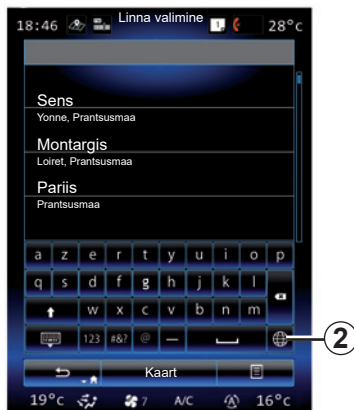 18:46 Linna valimine 1 28°c
Sens
Yonne, Prantsusmaa
Montargis
Loiret, Prantsusmaa
Pariis
Prantsusmaa
a z e r t y u i o p
q s d f g h j k l
w x c v b n m
123 #&? @ —
2
Kaart
19°c 7 A/C A 16°c